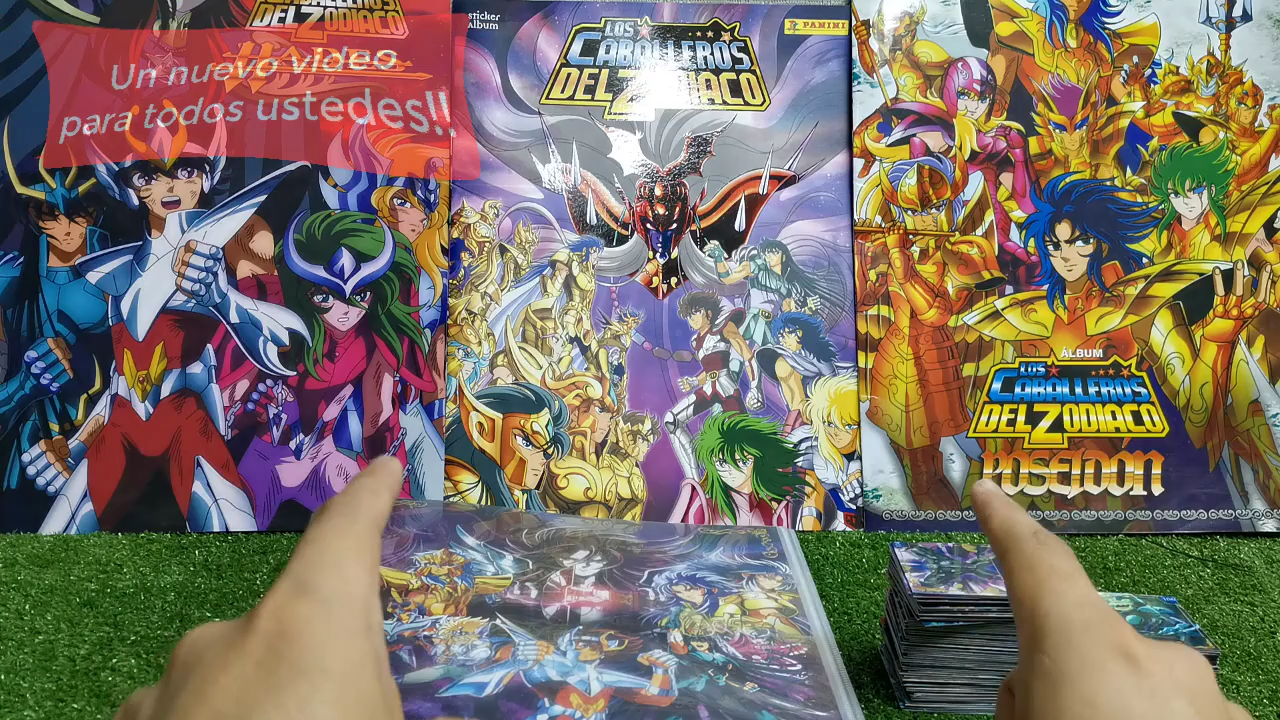 CABALLEROS
DEL ZODIACO
Un nuevo video
para todos ustedes!!
sticker
Album
LOS
CABALLEROS
DEL ZODIACO
PANINI
ÁLBUM
LOS
CABALLEROS
DEL ZODIACO
POSEIDON